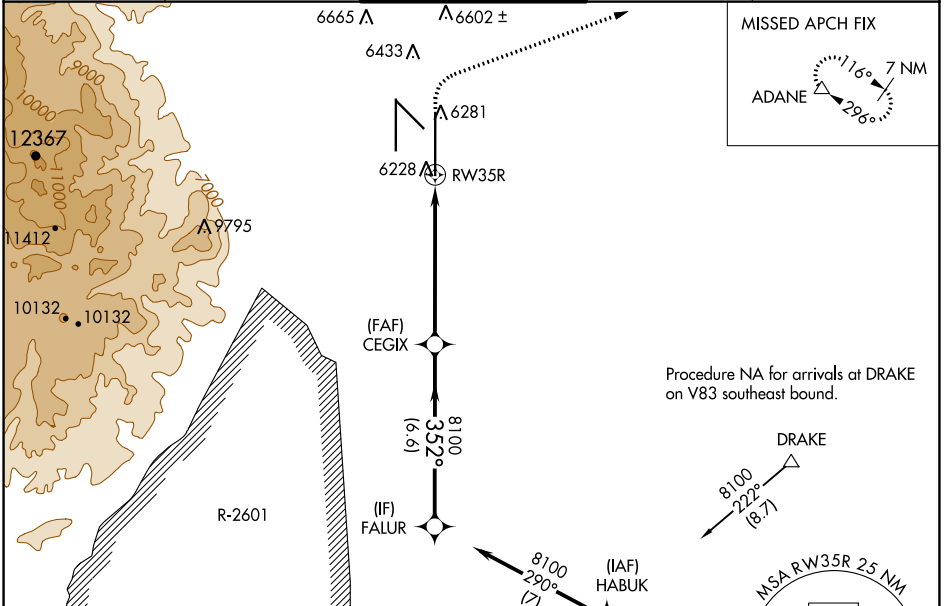 6665
6602 ±
6433
MISSED APCH FIX
116°
7 NM
ADANE
296°
9000
10000
12367
11000
6281
6228
RW35R
7000
9795
11412
10132
10132
(FAF)
CEGIX
Procedure NA for arrivals at DRAKE
on V83 southeast bound.
8100
352°
(6.6)
DRAKE
8100
222°
(8.7)
R-2601
(IF)
FALUR
8100
290°
(7)
(IAF)
HABUK
MSA RW35R 25 NM